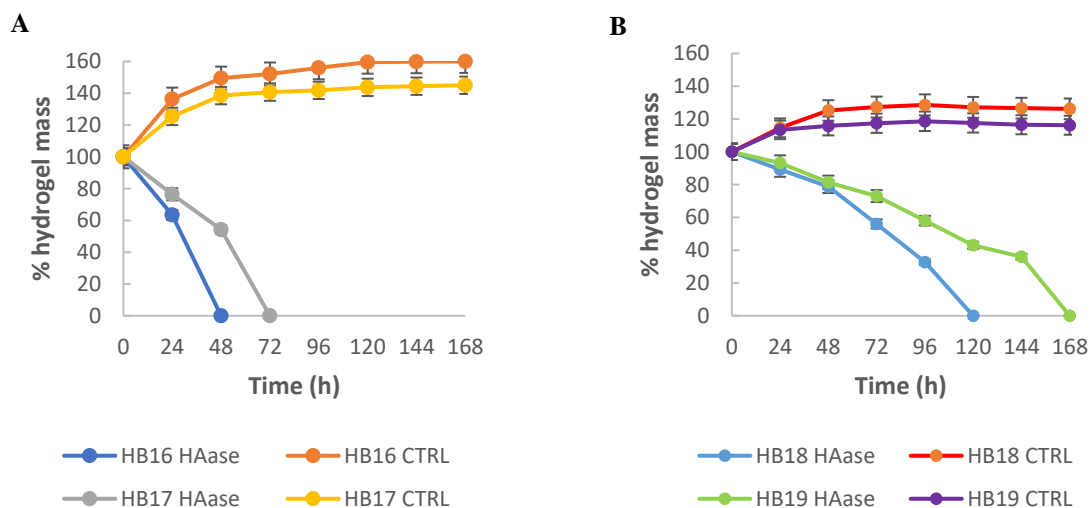 A
% hydrogel mass
160
140
120
100
80
60
40
20
0
0 24 48 72 96 120 144 168
Time (h)
HB16 HAase HB16 CTRL
HB17 HAase HB17 CTRL
B
% hydrogel mass
160
140
120
100
80
60
40
20
0
0 24 48 72 96 120 144 168
Time (h)
HB18 HAase HB18 CTRL
HB19 HAase HB19 CTRL